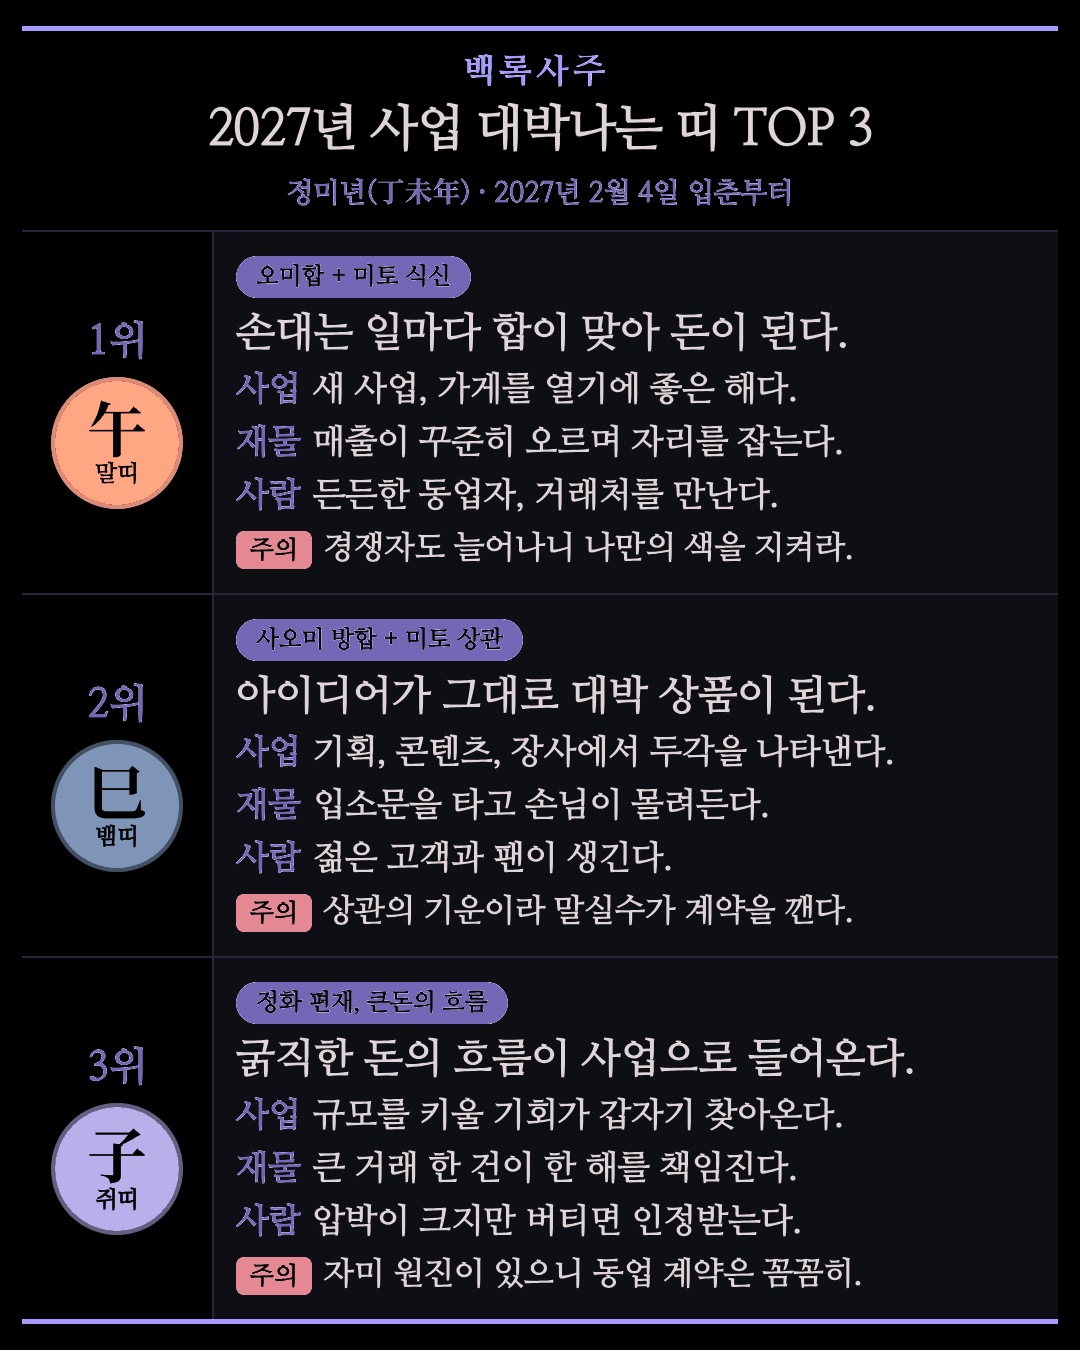 백록사주
2027년 사업 대박나는 띠 TOP 3
정미년(丁未年) · 2027년 2월 4일 입춘부터
1위
午
말띠
오미합 + 미토 식신
손대는 일마다 합이 맞아 돈이 된다.
사업 새 사업, 가게를 열기에 좋은 해다.
재물 매출이 꾸준히 오르며 자리를 잡는다.
사람 든든한 동업자, 거래처를 만난다.
주의 경쟁자도 늘어나니 나만의 색을 지켜라.
2위
巳
뱀띠
사오미 방합 + 미토 상관
아이디어가 그대로 대박 상품이 된다.
사업 기획, 콘텐츠, 장사에서 두각을 나타낸다.
재물 입소문을 타고 손님이 몰려든다.
사람 젊은 고객과 팬이 생긴다.
주의 상관의 기운이라 말실수가 계약을 깬다.
3위
子
쥐띠
정화 편재, 큰돈의 흐름
굵직한 돈의 흐름이 사업으로 들어온다.
사업 규모를 키울 기회가 갑자기 찾아온다.
재물 큰 거래 한 건이 한 해를 책임진다.
사람 압박이 크지만 버티면 인정받는다.
주의 자미 원진이 있으니 동업 계약은 꼼꼼히.